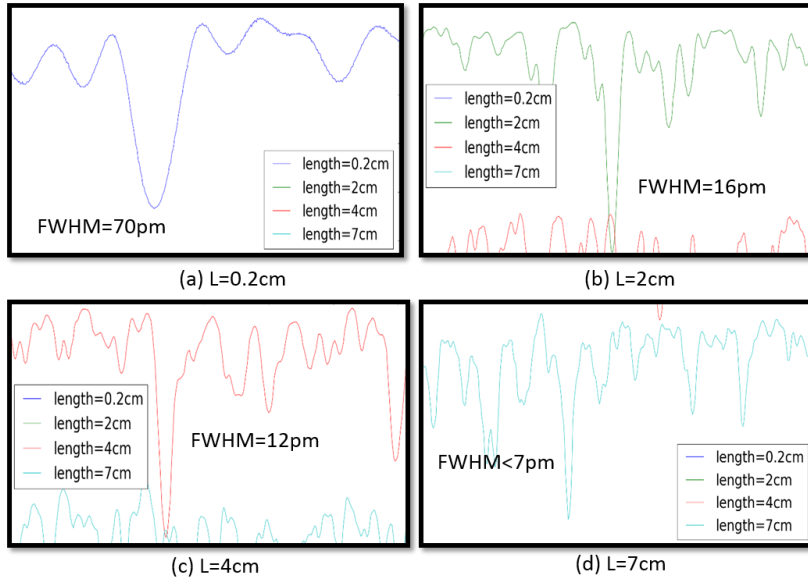 length=0.2cm
length=2cm
length=4cm
length=7cm
FWHM=70pm
(a) L=0.2cm
length=0.2cm
length=2cm
length=4cm
length=7cm
FWHM=16pm
(b) L=2cm
length=0.2cm
length=2cm
length=4cm
length=7cm
FWHM=12pm
(c) L=4cm
FWHM<7pm
length=0.2cm
length=2cm
length=4cm
length=7cm
(d) L=7cm